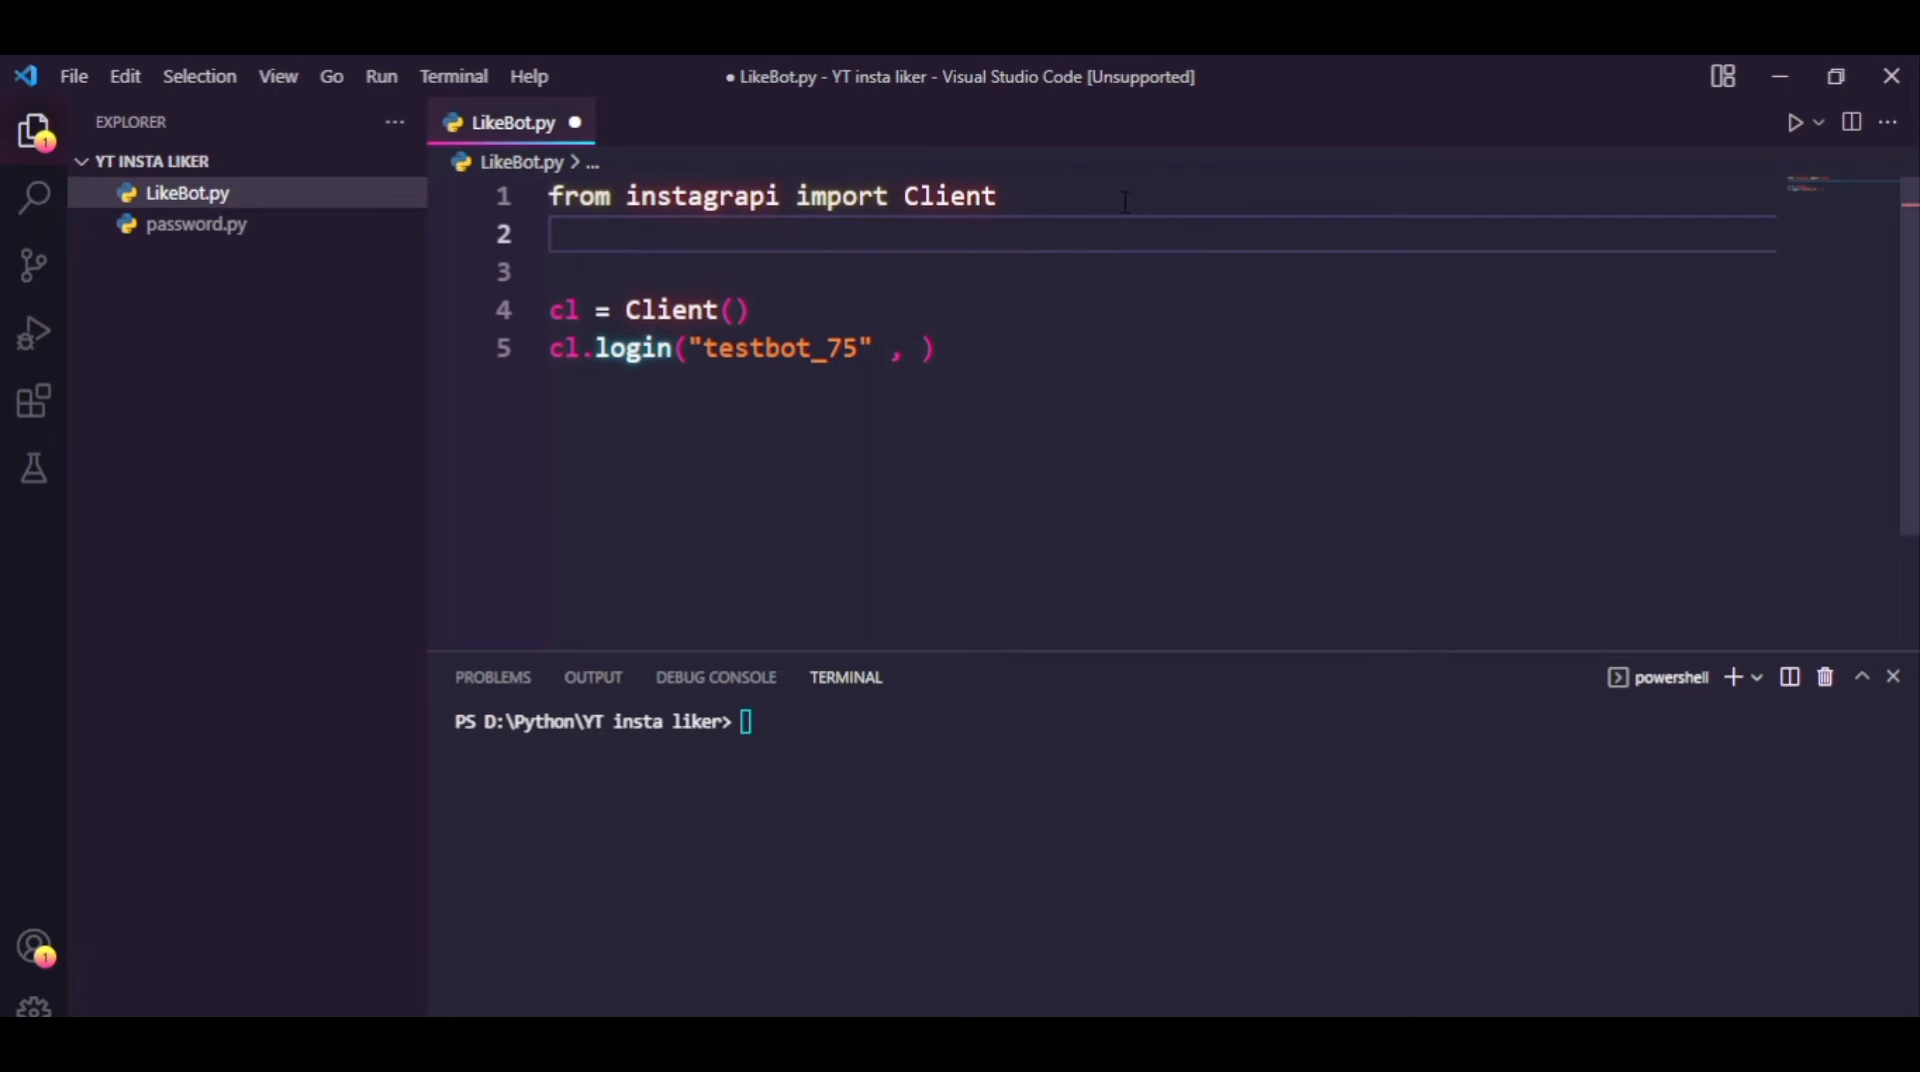 File Edit Selection View Go Run Terminal Help
● LikeBot.py - YT insta liker - Visual Studio Code [Unsupported]
EXPLORER
YT INSTA LIKER
LikeBot.py
password.py
1
1
LikeBot.py
LikeBot.py > ...
1 from instagrapi import Client
2
3
4 cl = Client()
5 cl.login("testbot_75" , )
PROBLEMS OUTPUT DEBUG CONSOLE TERMINAL
powershell
PS D:\Python\YT insta liker>